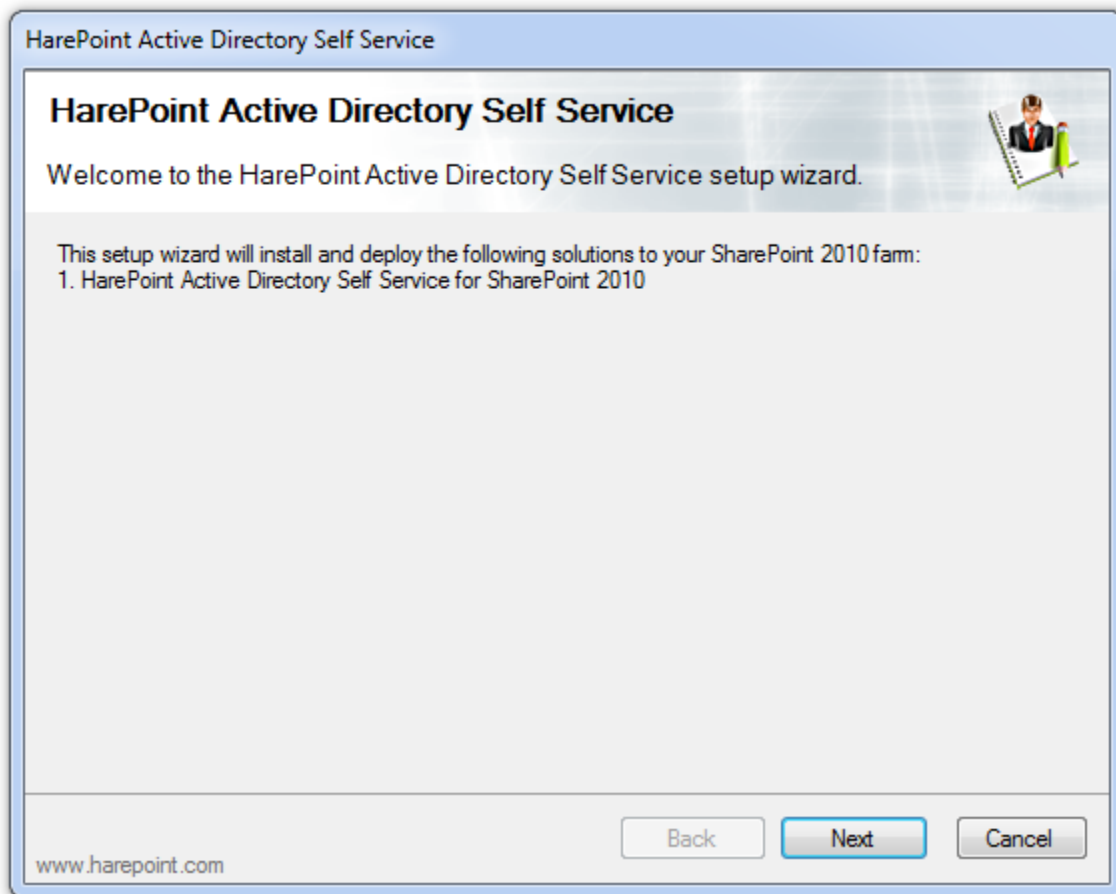 HarePoint Active Directory Self Service
HarePoint Active Directory Self Service
Welcome to the HarePoint Active Directory Self Service setup wizard.
This setup wizard will install and deploy the following solutions to your SharePoint 2010 farm:
1. HarePoint Active Directory Self Service for SharePoint 2010
Back
Next
Cancel
www.harepoint.com